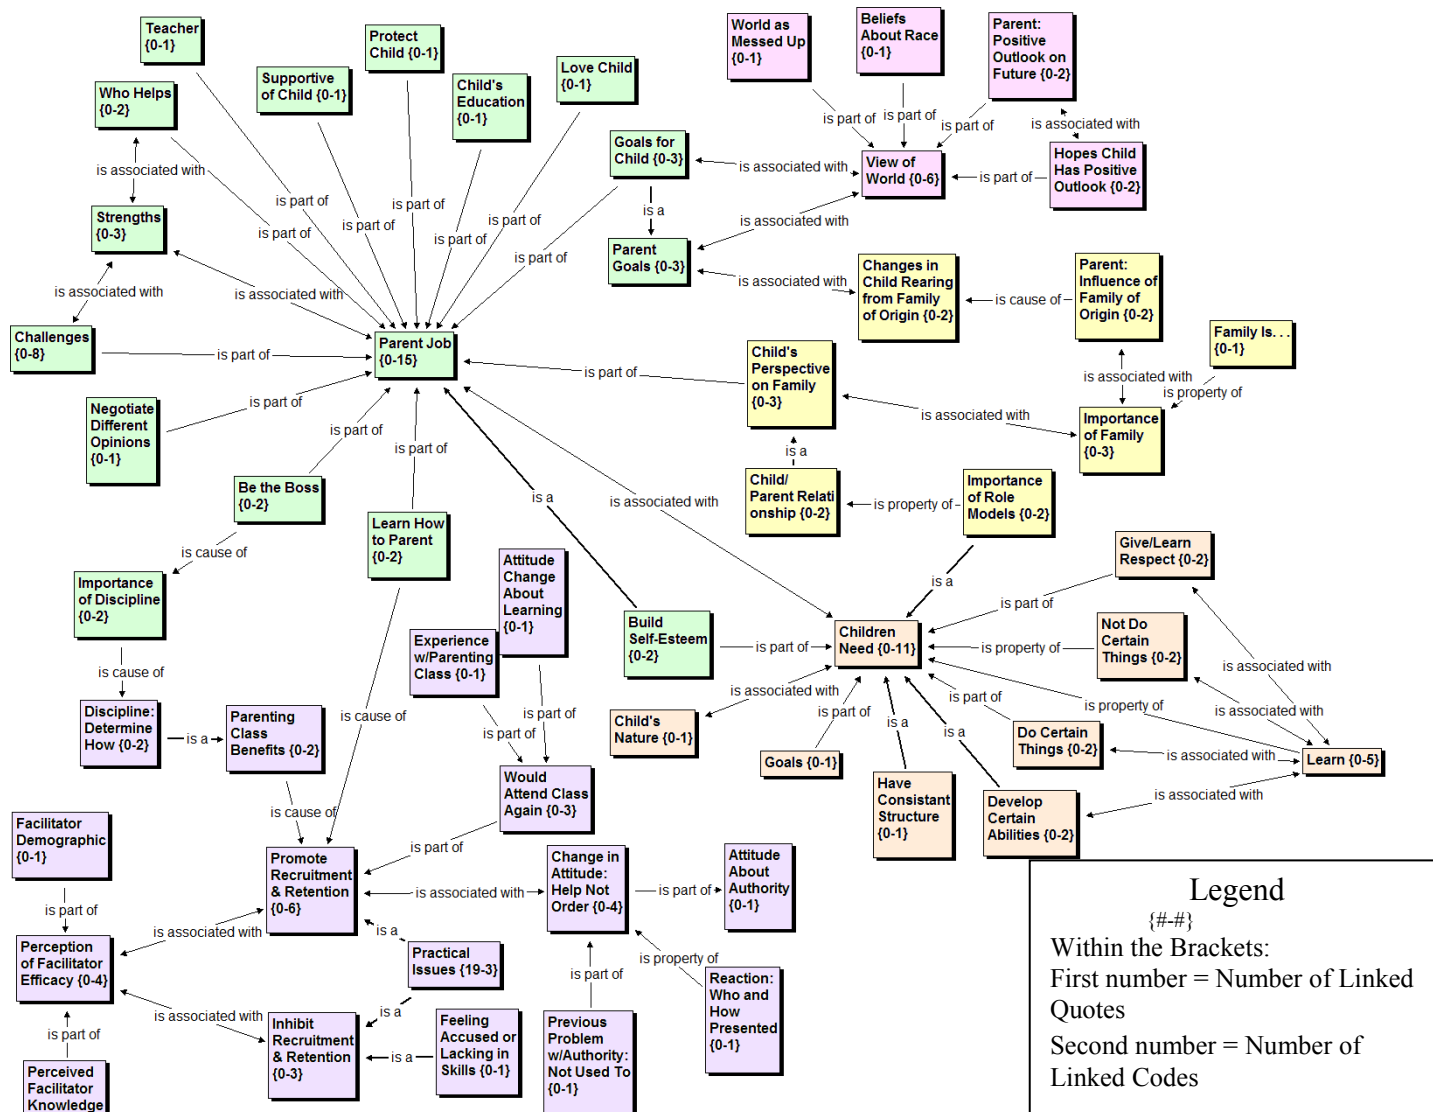 Teacher
{0-1}
Protect
Child {0-1}
Supportive
of Child {0-1}
Love Child
{0-1}
Who Helps
{0-2}
Child's
Education
{0-1}
World as
Messed Up
{0-1}
Beliefs
About Race
{0-1}
Parent:
Positive
Outlook on
Future {0-2}
is part of
is part of
is part of
is associated with
Goals for
Child {0-3}
is associated with
View of
World {0-6}
is part of
Hopes Child
Has Positive
Outlook {0-2}
is associated with
Strengths
{0-3}
is part of
is part of
is part of
is part of
is part of
is part of
is part of
is a
is associated with
Parent
Goals {0-3}
is associated with
Changes in
Child Rearing
from Family
of Origin {0-2}
is cause of
Parent:
Influence of
Family of
Origin {0-2}
is associated with
is associated with
Challenges
{0-8}
is part of
Parent Job
{0-15}
is part of
Child's
Perspective
on Family
{0-3}
Family Is. . .
{0-1}
is associated with
is property of
is associated with
Importance
of Family
{0-3}
Negotiate
Different
Opinions
{0-1}
is part of
is part of
is part of
is a
Child/
Parent Relati
onship {0-2}
is property of
Importance
of Role
Models {0-2}
Be the Boss
{0-2}
is a
is associated with
Learn How
to Parent
{0-2}
is cause of
Attitude
Change
About
Learning
{0-1}
Give/Learn
Respect {0-2}
is a
is part of
Importance
of Discipline
{0-2}
Experience
w/Parenting
Class {0-1}
Build
Self-Esteem
{0-2}
is part of
Children
Need {0-11}
is property of
Not Do
Certain
Things {0-2}
is associated with
is cause of
is associated with
is property of
is associated with
Discipline:
Determine
How {0-2}
is a
Parenting
Class
Benefits {0-2}
is cause of
is part of
is part of
Child's
Nature {0-1}
is part of
is a
is a
is part of
Do Certain
Things {0-2}
is associated with
Learn {0-5}
Goals {0-1}
is associated with
Would
Attend Class
Again {0-3}
Have
Consistant
Structure
{0-1}
Develop
Certain
Abilities {0-2}
is cause of
Facilitator
Demographic
{0-1}
is part of
Promote
Recruitment
& Retention
{0-6}
is associated with
Change in
Attitude:
Help Not
Order {0-4}
is part of
Attitude
About
Authority
{0-1}
is part of
is associated with
is a
Perception
of Facilitator
Efficacy {0-4}
Practical
Issues {19-3}
is part of
is property of
Reaction:
Who and
How
Presented
{0-1}
is associated with
is a
is part of
Inhibit
Recruitment
& Retention
{0-3}
is a
Feeling
Accused or
Lacking in
Skills {0-1}
Previous
Problem
w/Authority:
Not Used To
{0-1}
Perceived
Facilitator
Knowledge
Legend
{#-#}
Within the Brackets:
First number = Number of Linked
Quotes
Second number = Number of
Linked Codes